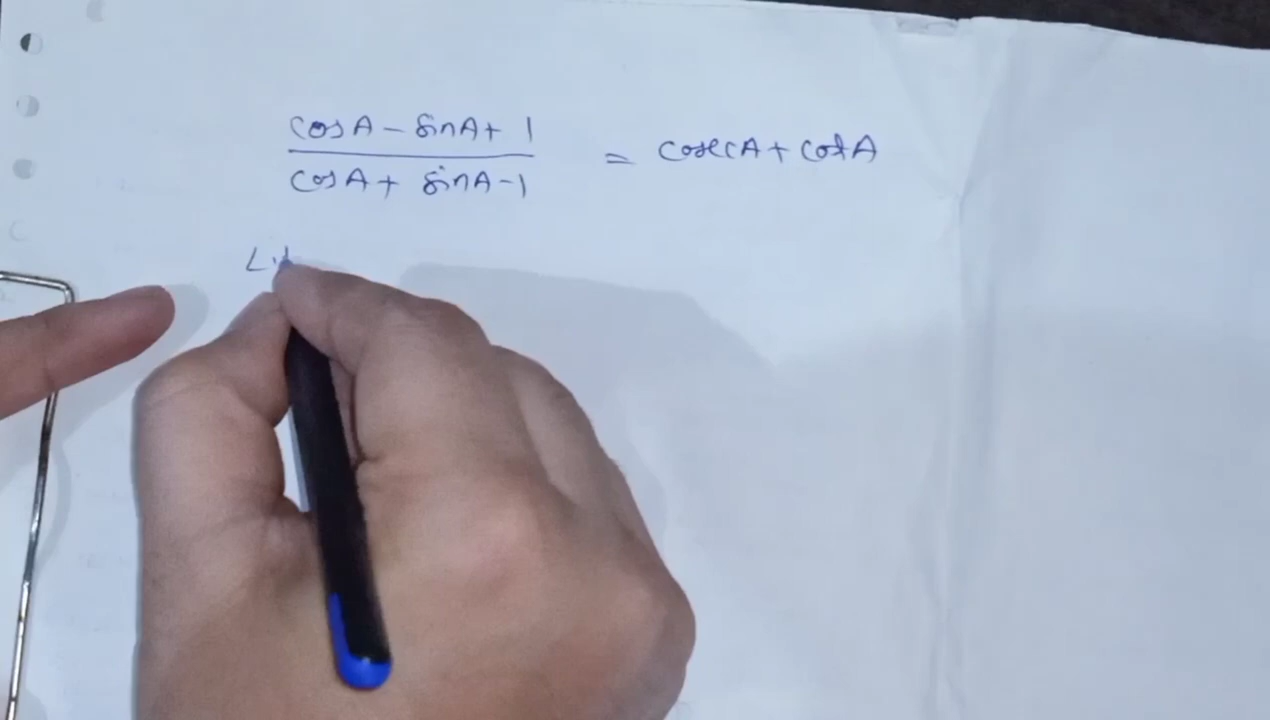 cosA - sinA + 1
cosA + sinA - 1
= cosecA + cotA